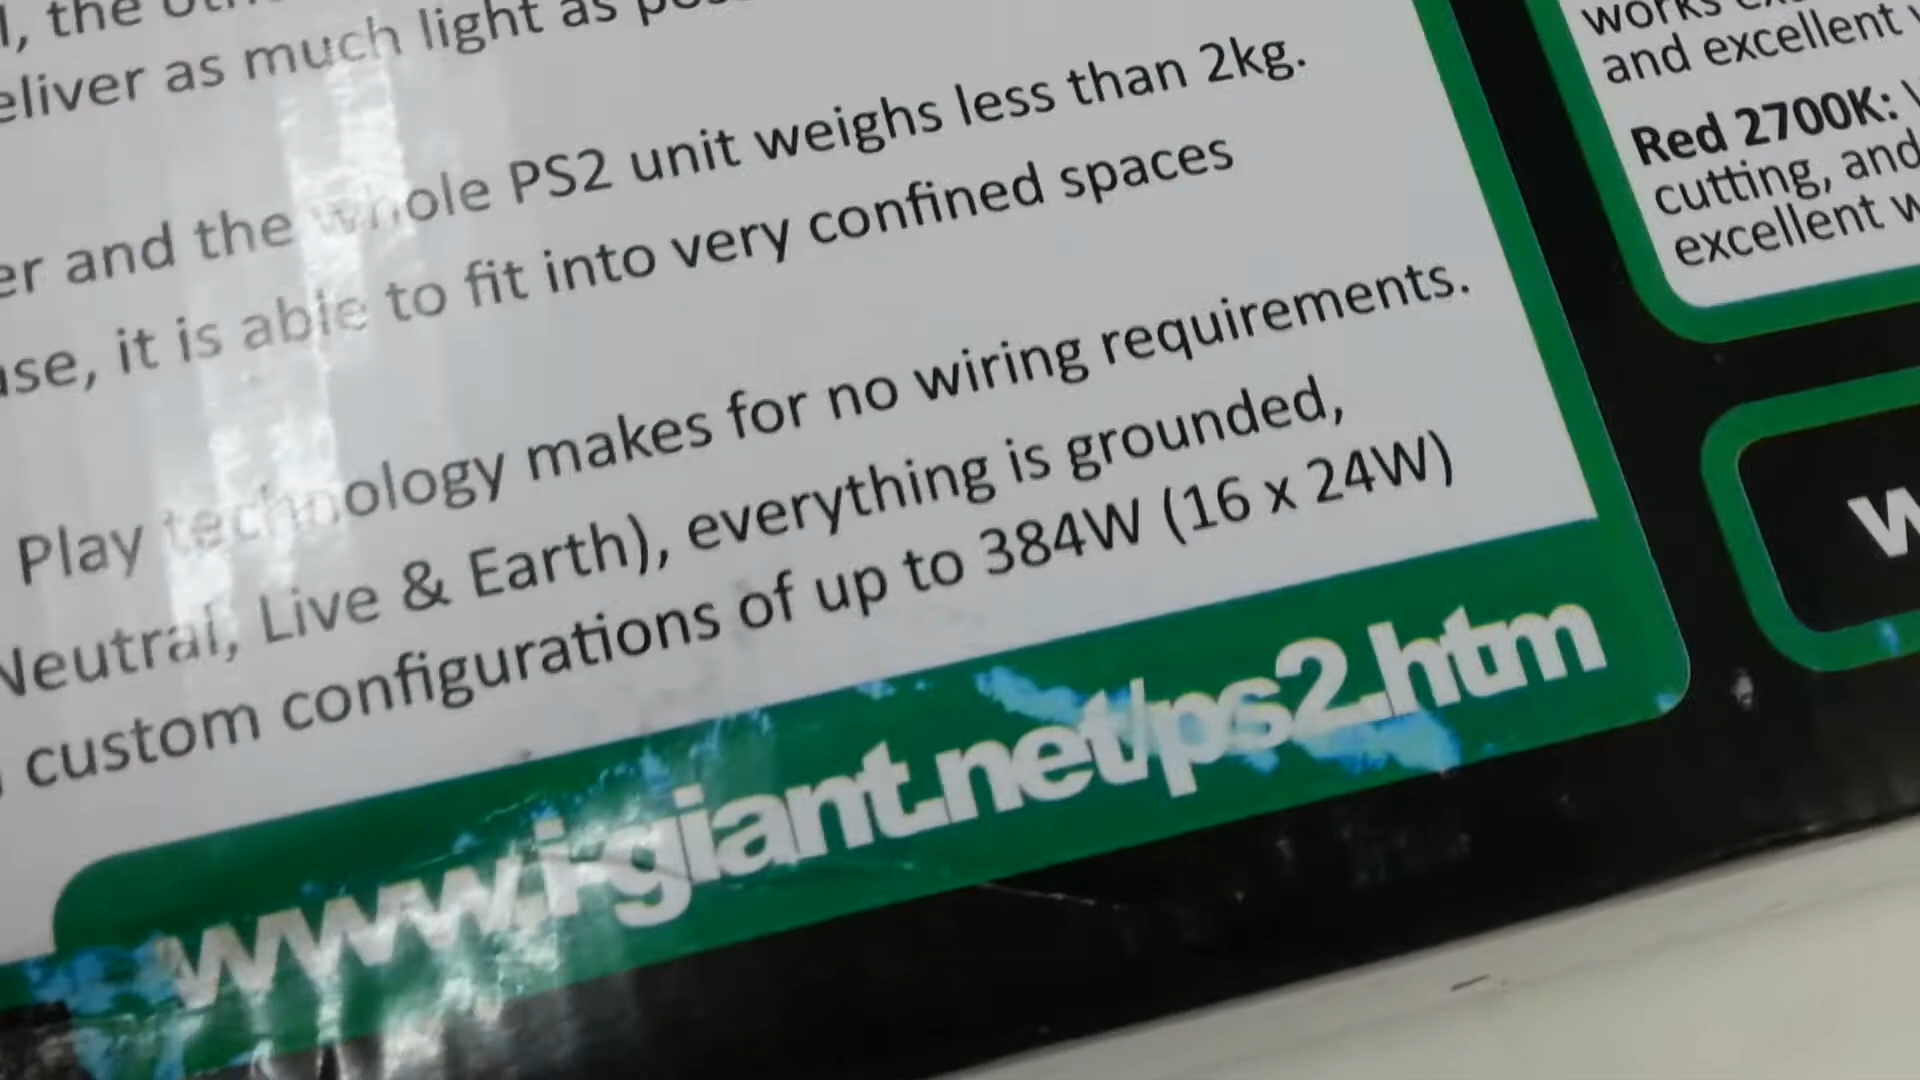 the
eliver as much light as
er and the whole PS2 unit weighs less than 2kg.
use, it is able to fit into very confined spaces
Play technology makes for no wiring requirements.
Neutral, Live & Earth), everything is grounded,
custom configurations of up to 384W (16 x 24W)
www.i-giant.net/ps2.htm
works
and excellent
Red 2700K:
cutting, and
excellent w
w